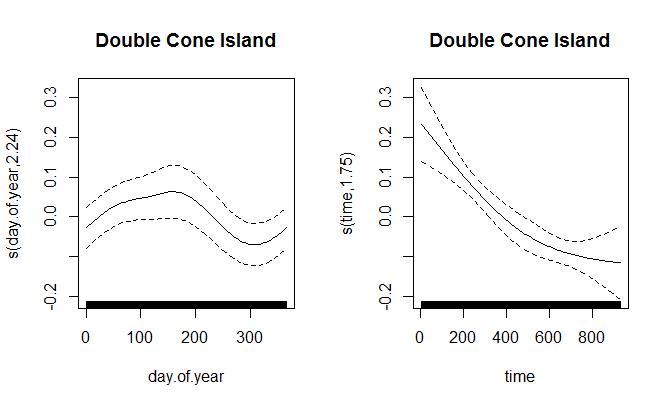 Double Cone Island
s(day.of.year,2.24)
0.3
0.2
0.1
0.0
-0.2
0 100 200 300
day.of.year
Double Cone Island
s(time,1.75)
0.3
0.2
0.1
0.0
-0.2
0 200 400 600 800
time